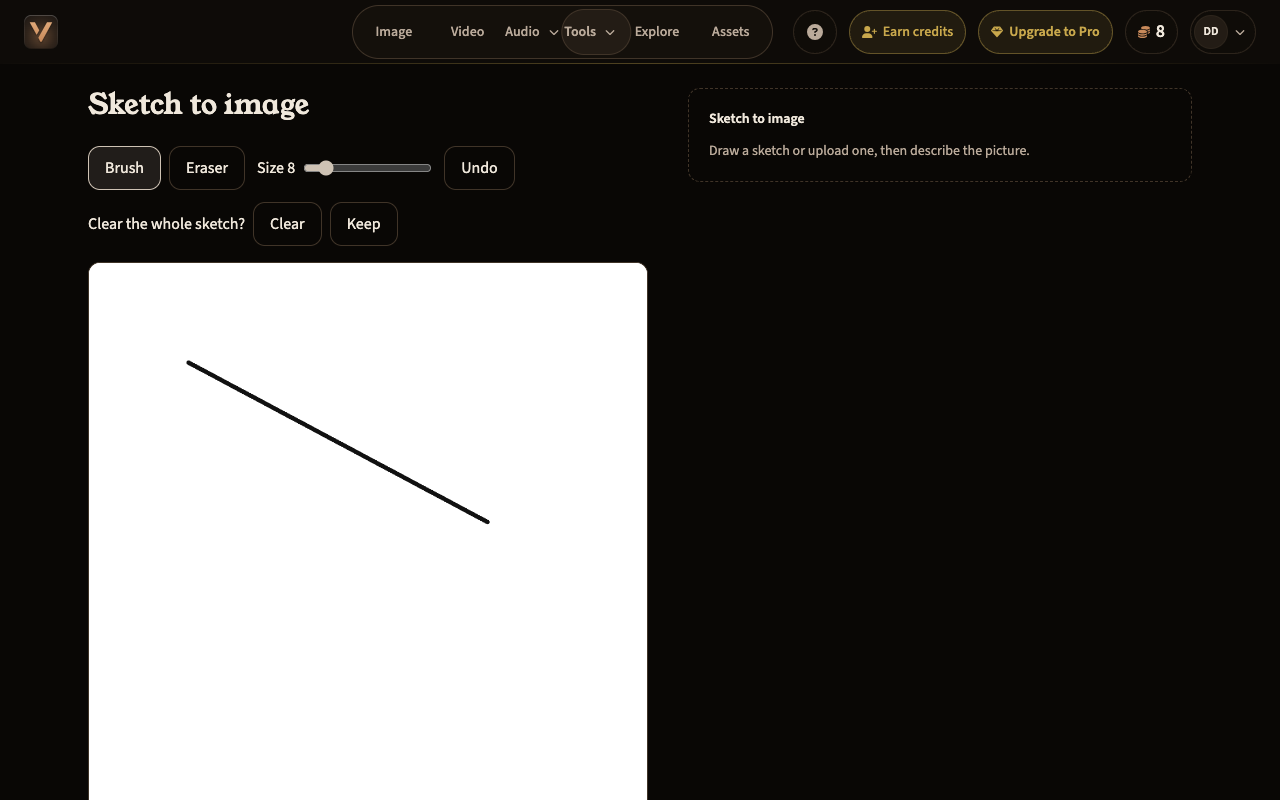 Image Video Audio Tools Explore Assets ? Earn credits Upgrade to Pro 8 DD
Sketch to image
Brush Eraser Size 8 Undo
Clear the whole sketch? Clear Keep
Sketch to image
Draw a sketch or upload one, then describe the picture.